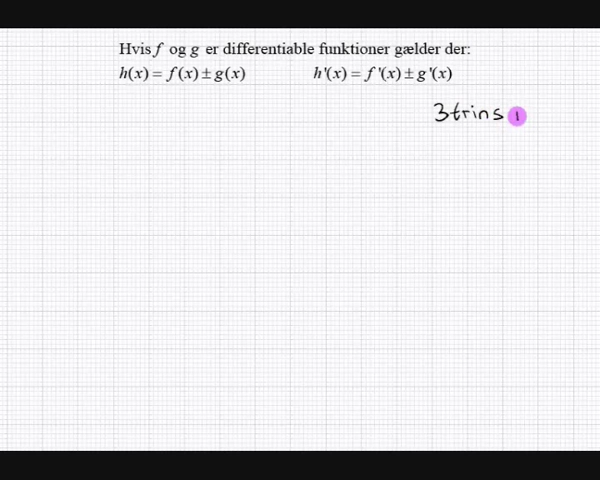 Hvis f og g er differentiable funktioner gælder der:
h(x) = f(x) ± g(x) h'(x) = f'(x) ± g'(x)
3trins